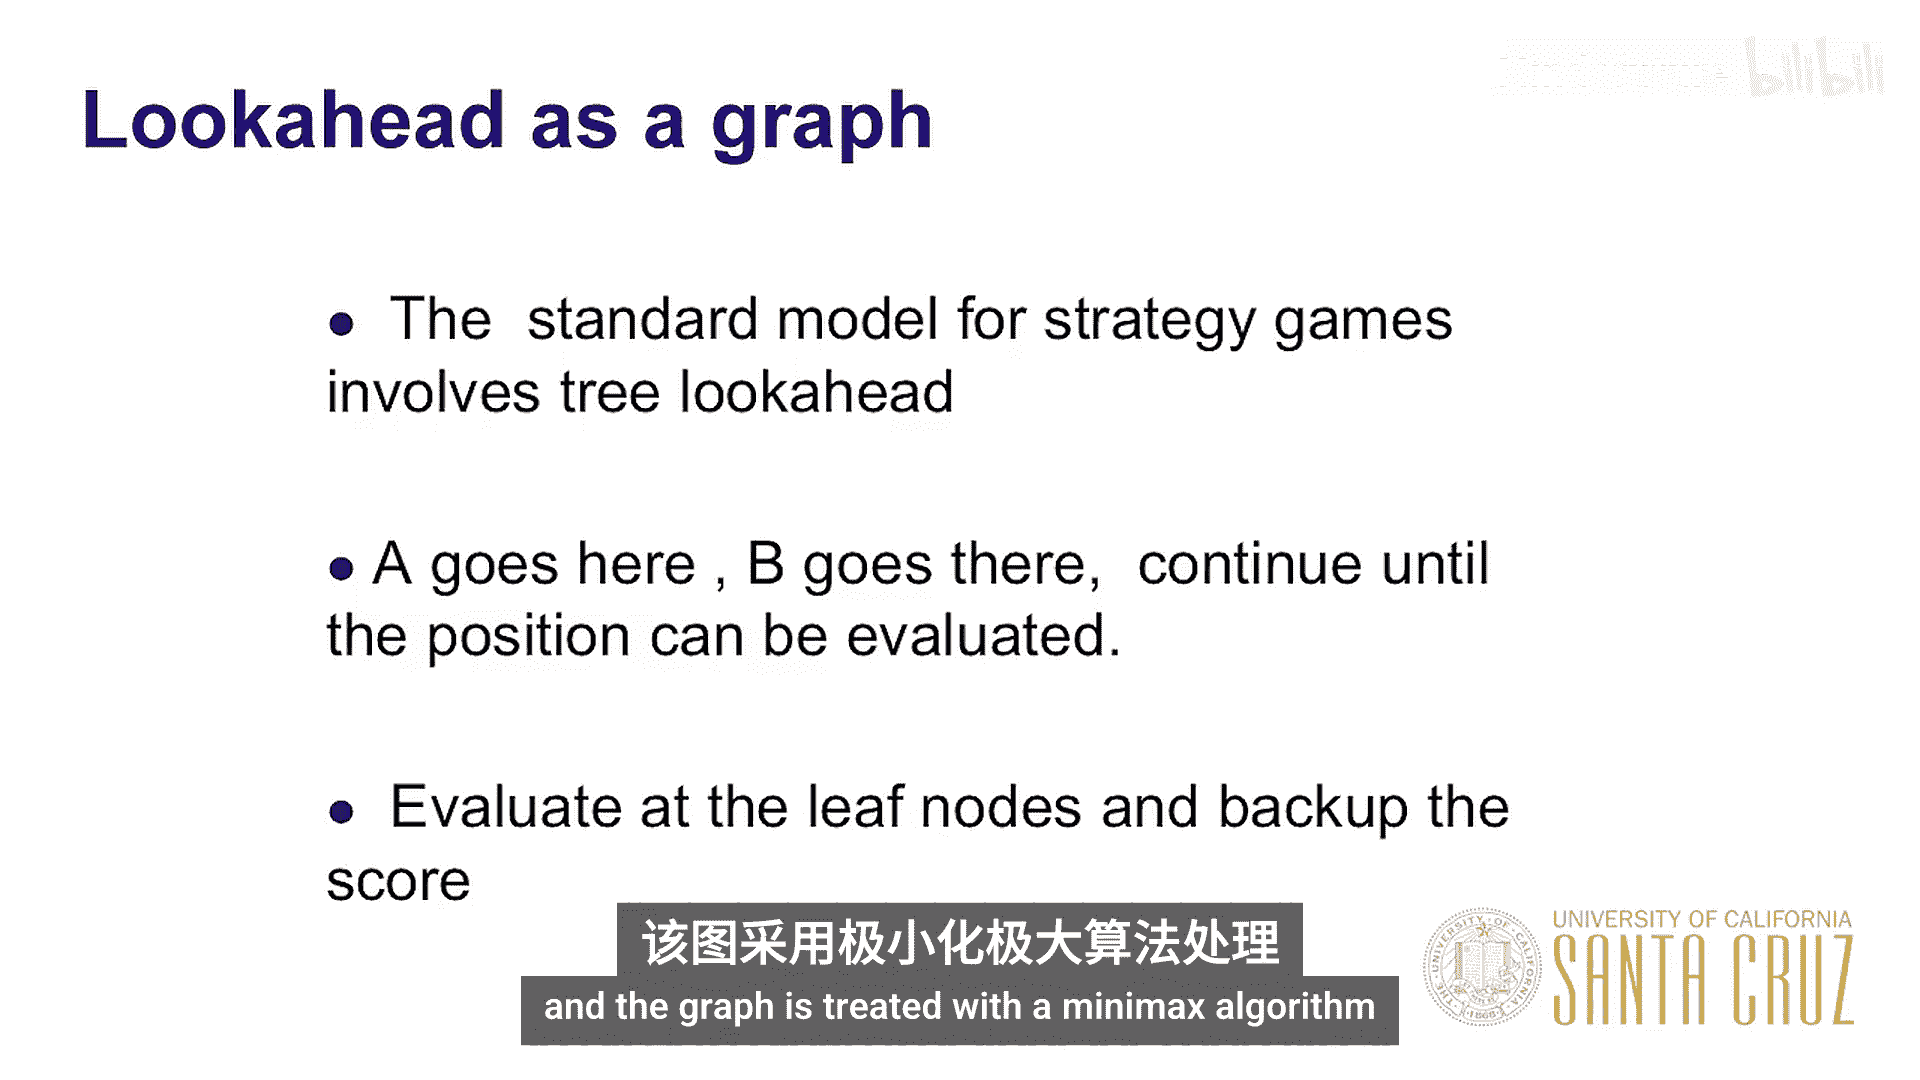 bilibili
Lookahead as a graph
● The standard model for strategy games
involves tree lookahead
● A goes here , B goes there, continue until
the position can be evaluated.
● Evaluate at the leaf nodes and backup the
score
该图采用极小化极大算法处理
and the graph is treated with a minimax algorithm
UNIVERSITY OF CALIFORNIA
SANTA CRUZ